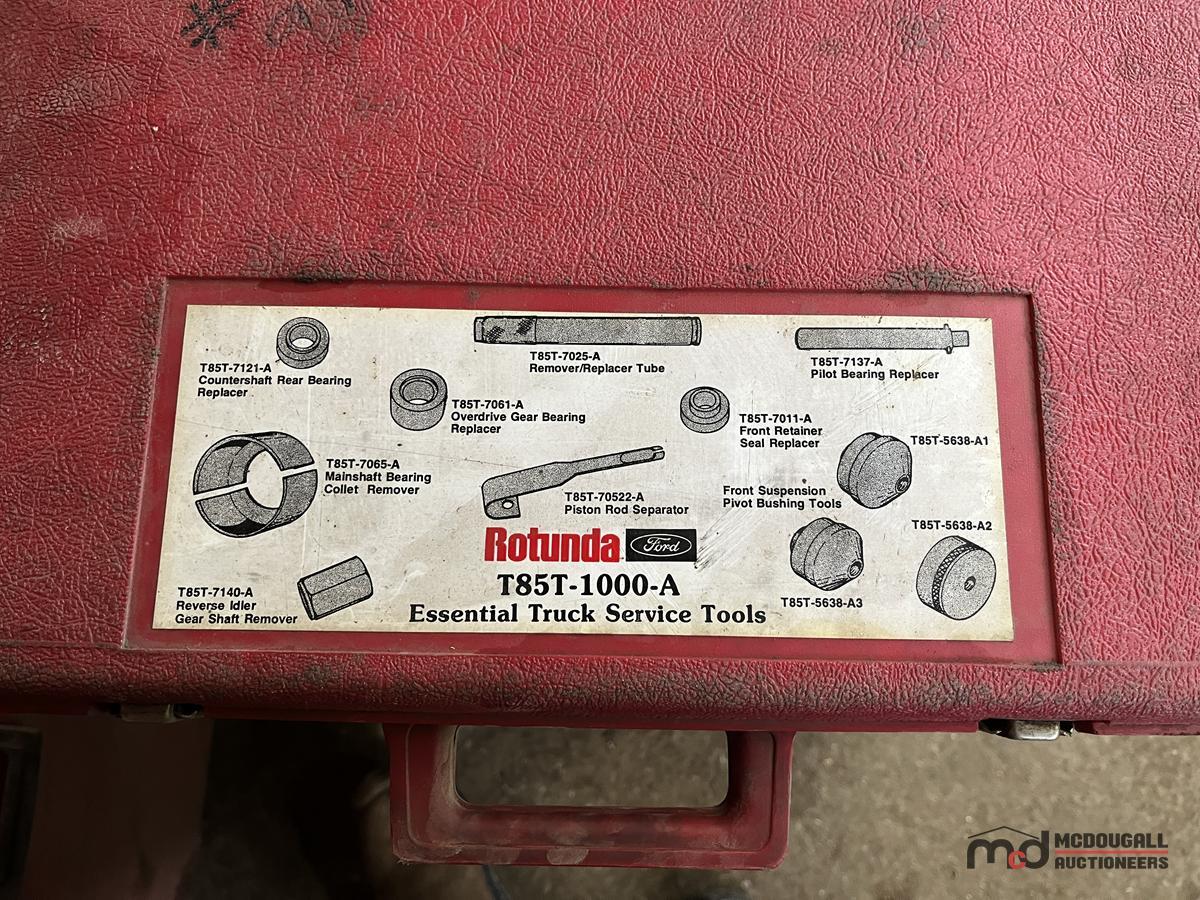 T85T-7121-A
Countershaft Rear Bearing
Replacer
T85T-7025-A
Remover/Replacer Tube
T85T-7137-A
Pilot Bearing Replacer
T85T-7061-A
Overdrive Gear Bearing
Replacer
T85T-7011-A
Front Retainer
Seal Replacer
T85T-5638-A1
T85T-7065-A
Mainshaft Bearing
Collet Remover
T85T-70522-A
Piston Rod Separator
Front Suspension
Pivot Bushing Tools
T85T-5638-A2
T85T-7140-A
Reverse Idler
Gear Shaft Remover
T85T-5638-A3
Rotunda Ford
T85T-1000-A
Essential Truck Service Tools
mcd MCDOUGALL
AUCTIONEERS